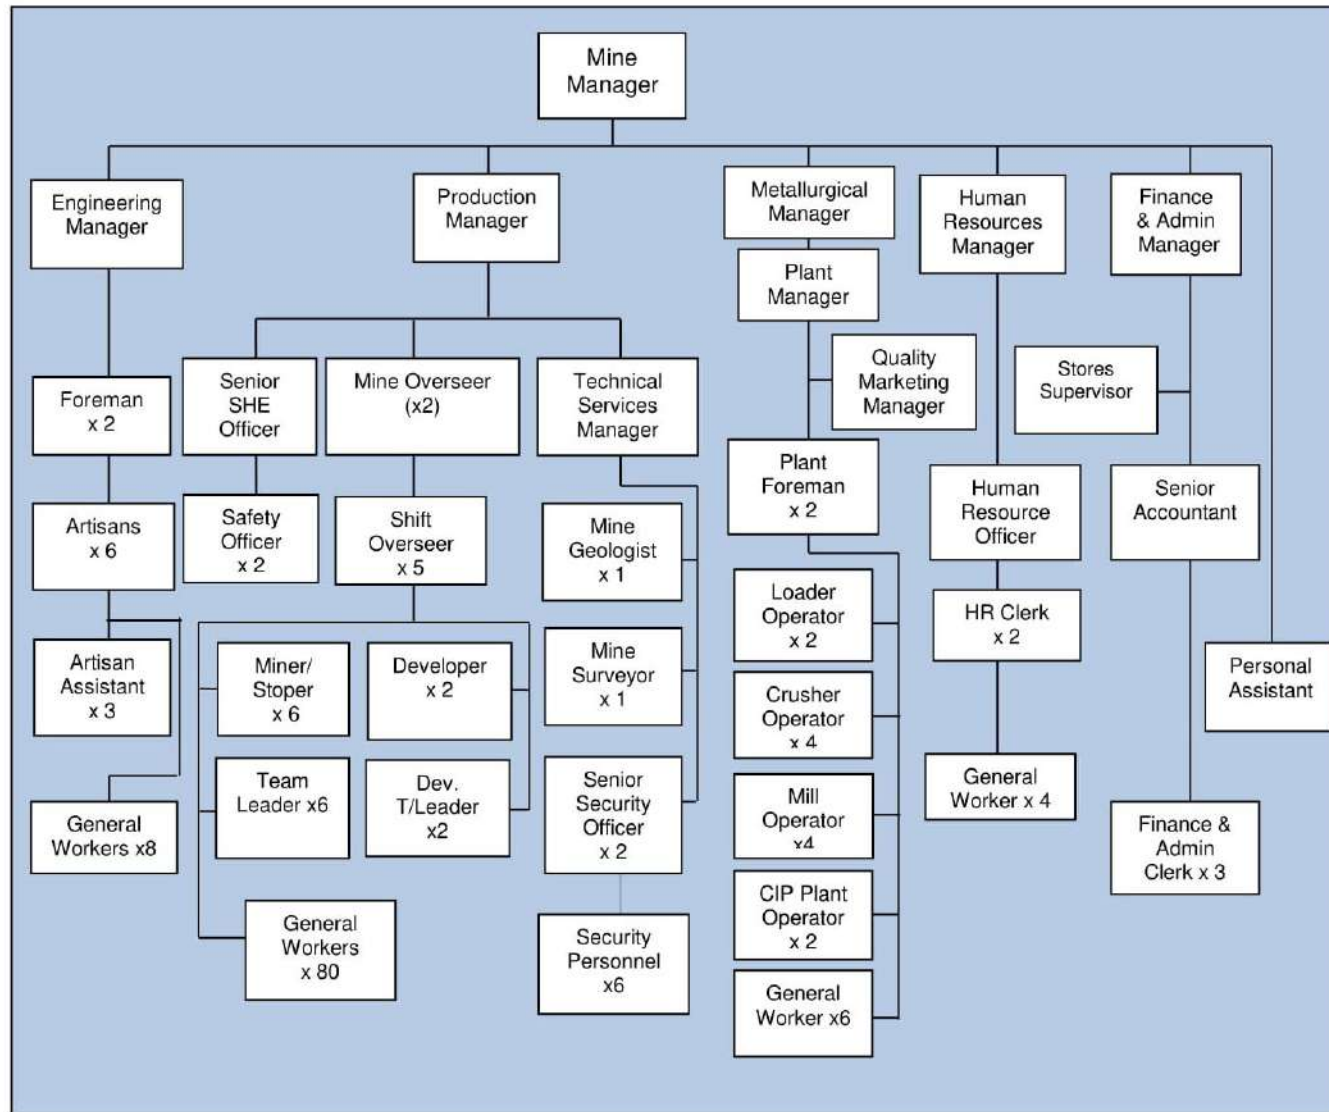 Mine
Manager
Engineering
Manager
Production
Manager
Metallurgical
Manager
Human
Resources
Manager
Finance
& Admin
Manager
Plant
Manager
Quality
Marketing
Manager
Stores
Supervisor
Foreman
x 2
Senior
SHE
Officer
Mine Overseer
(x2)
Technical
Services
Manager
Plant
Foreman
x 2
Human
Resource
Officer
Senior
Accountant
Artisans
x 6
Safety
Officer
x 2
Shift
Overseer
x 5
Mine
Geologist
x 1
Loader
Operator
x 2
HR Clerk
x 2
Artisan
Assistant
x 3
Miner/
Stoper
x 6
Developer
x 2
Mine
Surveyor
x 1
Crusher
Operator
x 4
Personal
Assistant
General
Workers x8
Team
Leader x6
Dev.
T/Leader
x2
Senior
Security
Officer
x 2
Mill
Operator
x4
General
Worker x 4
Finance &
Admin
Clerk x 3
General
Workers
x 80
Security
Personnel
x6
CIP Plant
Operator
x 2
General
Worker x6